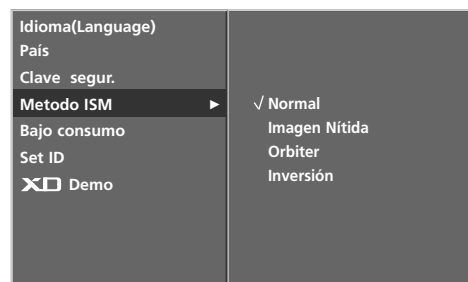 Idioma(Language)
País
Clave segur.
Metodo ISM ►
Bajo consumo
Set ID
XD Demo
√ Normal
Imagen Nítida
Orbiter
Inversión